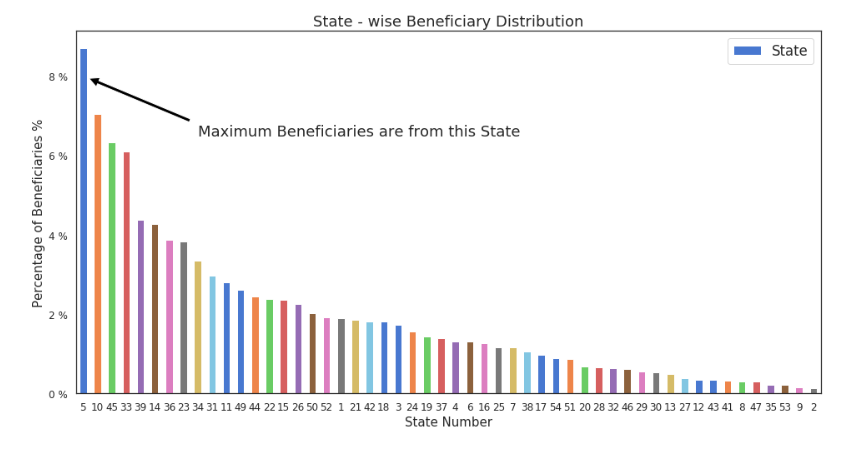 State - wise Beneficiary Distribution
State
Maximum Beneficiaries are from this State
Percentage of Beneficiaries %
8 %
6 %
4 %
2 %
0 %
5 10 45 33 39 14 36 23 34 31 11 49 44 22 15 26 50 52 1 21 42 18 3 24 19 37 4 6 16 25 7 38 17 54 51 20 28 32 46 29 30 13 27 12 43 41 8 47 35 53 9 2
State Number